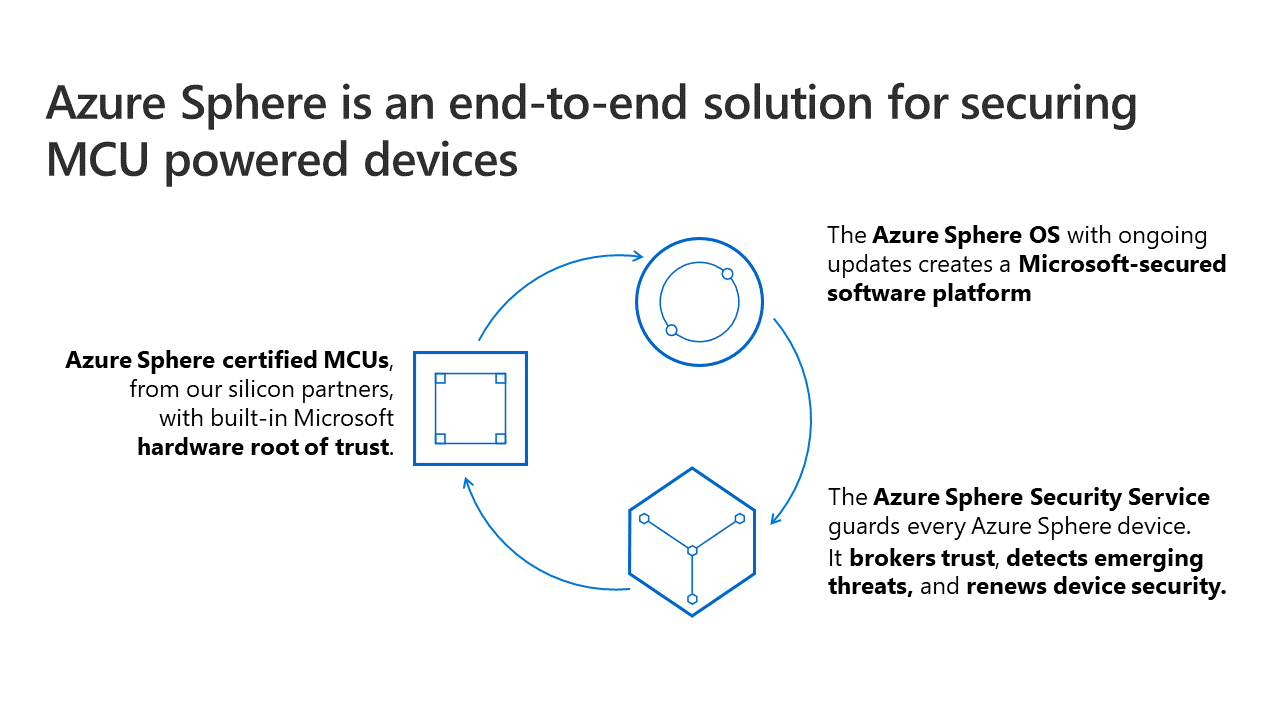 Azure Sphere is an end-to-end solution for securing
MCU powered devices
The Azure Sphere OS with ongoing
updates creates a Microsoft-secured
software platform
Azure Sphere certified MCUs,
from our silicon partners,
with built-in Microsoft
hardware root of trust.
The Azure Sphere Security Service
guards every Azure Sphere device.
It brokers trust, detects emerging
threats, and renews device security.